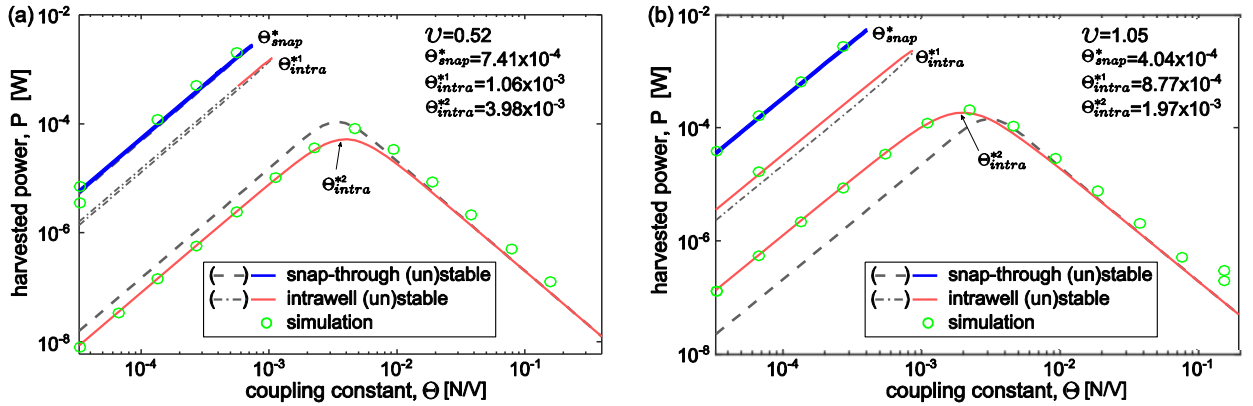 (a)
10⁻²
10⁻⁴
10⁻⁶
10⁻⁸
harvested power, P [W]
Θ*snap
Θ*¹intra
𝒰=0.52
Θ*snap=7.41x10⁻⁴
Θ*¹intra=1.06x10⁻³
Θ*²intra=3.98x10⁻³
Θ*²intra
( ) snap-through (un)stable
( ) intrawell (un)stable
simulation
10⁻⁴
10⁻³
10⁻²
10⁻¹
coupling constant, Θ [N/V]
(b)
10⁻²
10⁻⁴
10⁻⁶
10⁻⁸
harvested power, P [W]
Θ*snap
Θ*¹intra
𝒰=1.05
Θ*snap=4.04x10⁻⁴
Θ*¹intra=8.77x10⁻⁴
Θ*²intra=1.97x10⁻³
Θ*²intra
( ) snap-through (un)stable
( ) intrawell (un)stable
simulation
10⁻⁴
10⁻³
10⁻²
10⁻¹
coupling constant, Θ [N/V]